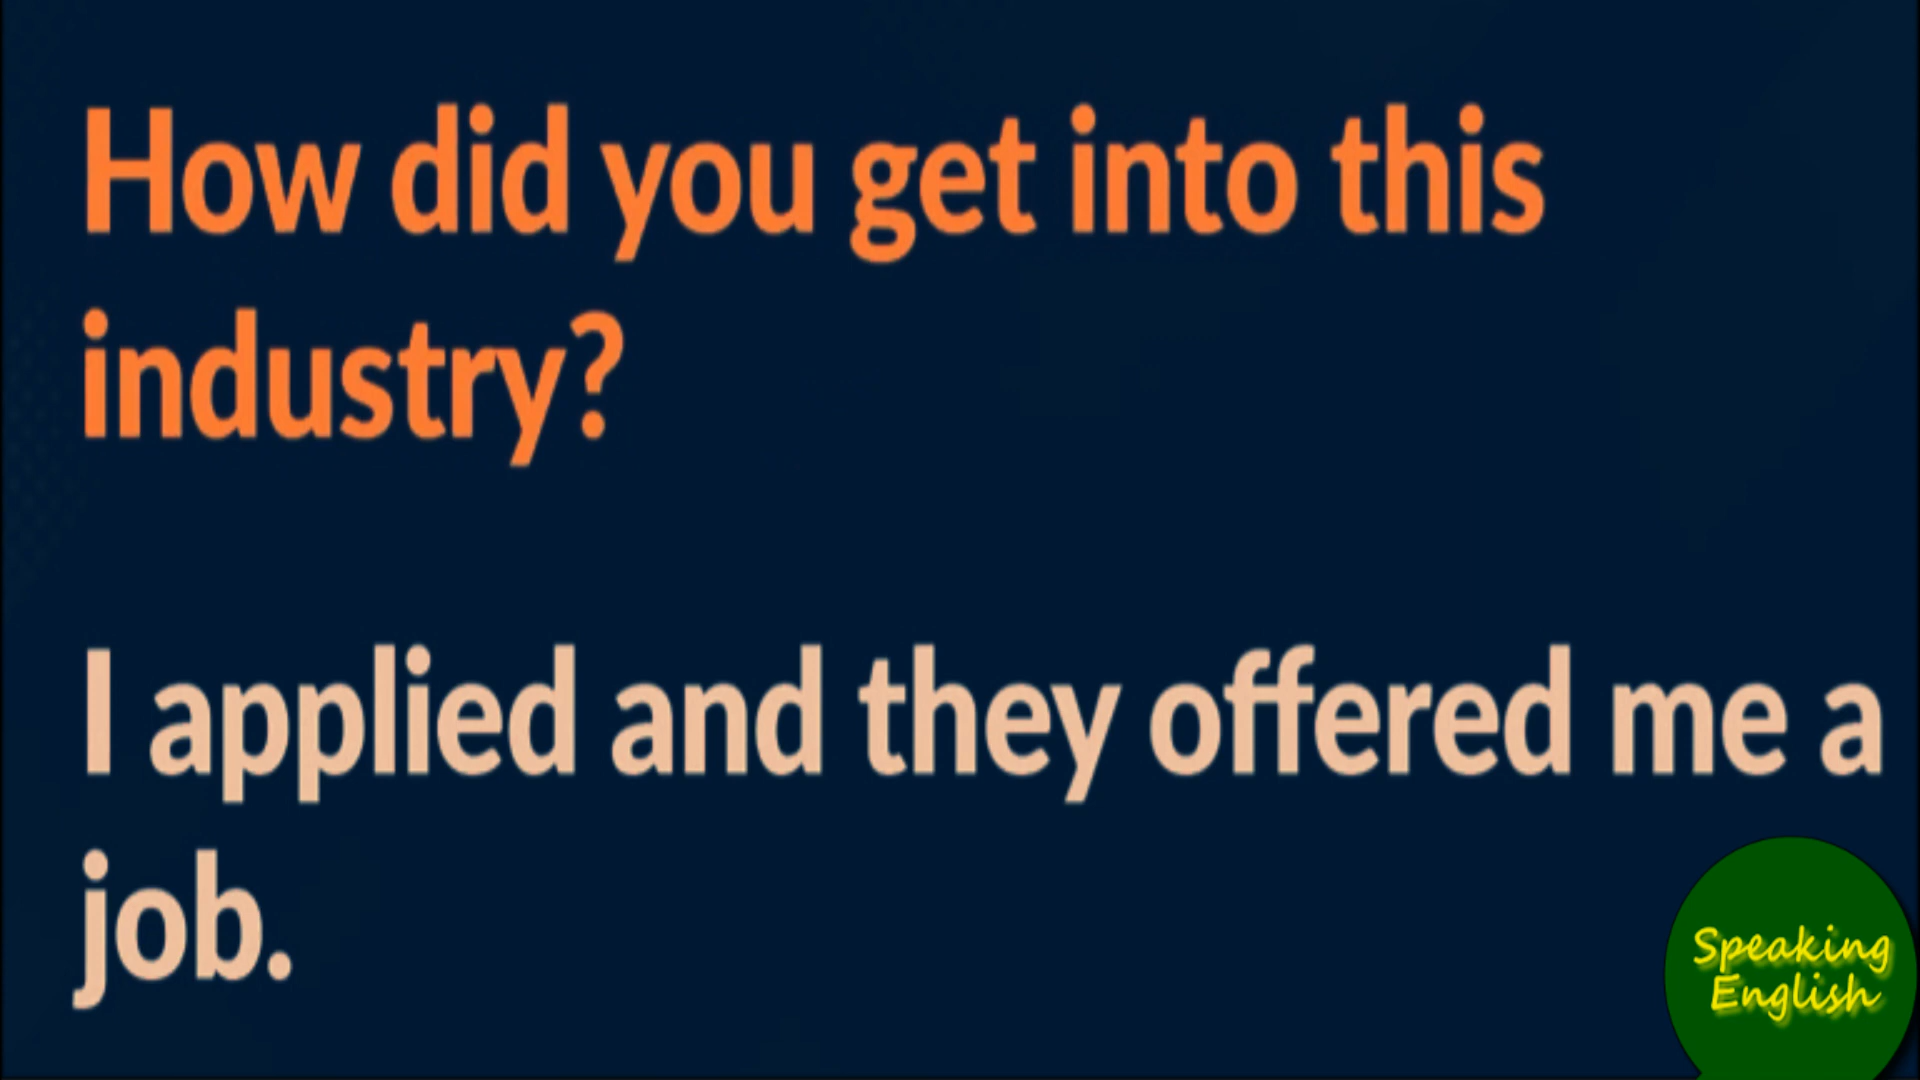 How did you get into this
industry?
I applied and they offered me a
job.
Speaking
English